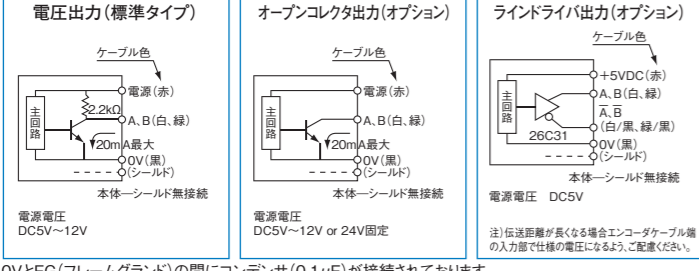 電圧出力(標準タイプ)
ケーブル色
主回路
電源(赤)
2.2kΩ
A、B(白、緑)
20mA最大
0V(黒)
(シールド)
本体―シールド無接続
電源電圧
DC5V〜12V
オープンコレクタ出力(オプション)
ケーブル色
主回路
電源(赤)
A、B(白、緑)
20mA最大
0V(黒)
(シールド)
本体―シールド無接続
電源電圧
DC5V〜12V or 24V固定
ラインドライバ出力(オプション)
ケーブル色
主回路
+5VDC(赤)
A、B(白、緑)
A̅、B̅
(白/黒、緑/黒)
26C31
0V(黒)
(シールド)
本体―シールド無接続
電源電圧 DC5V
注)伝送距離が長くなる場合エンコーダケーブル端
の入力部で仕様の電圧になるよう、ご配慮ください。
0VとFG(フレームグランド)の間にコンデンサ(0.1μF)が接続されております